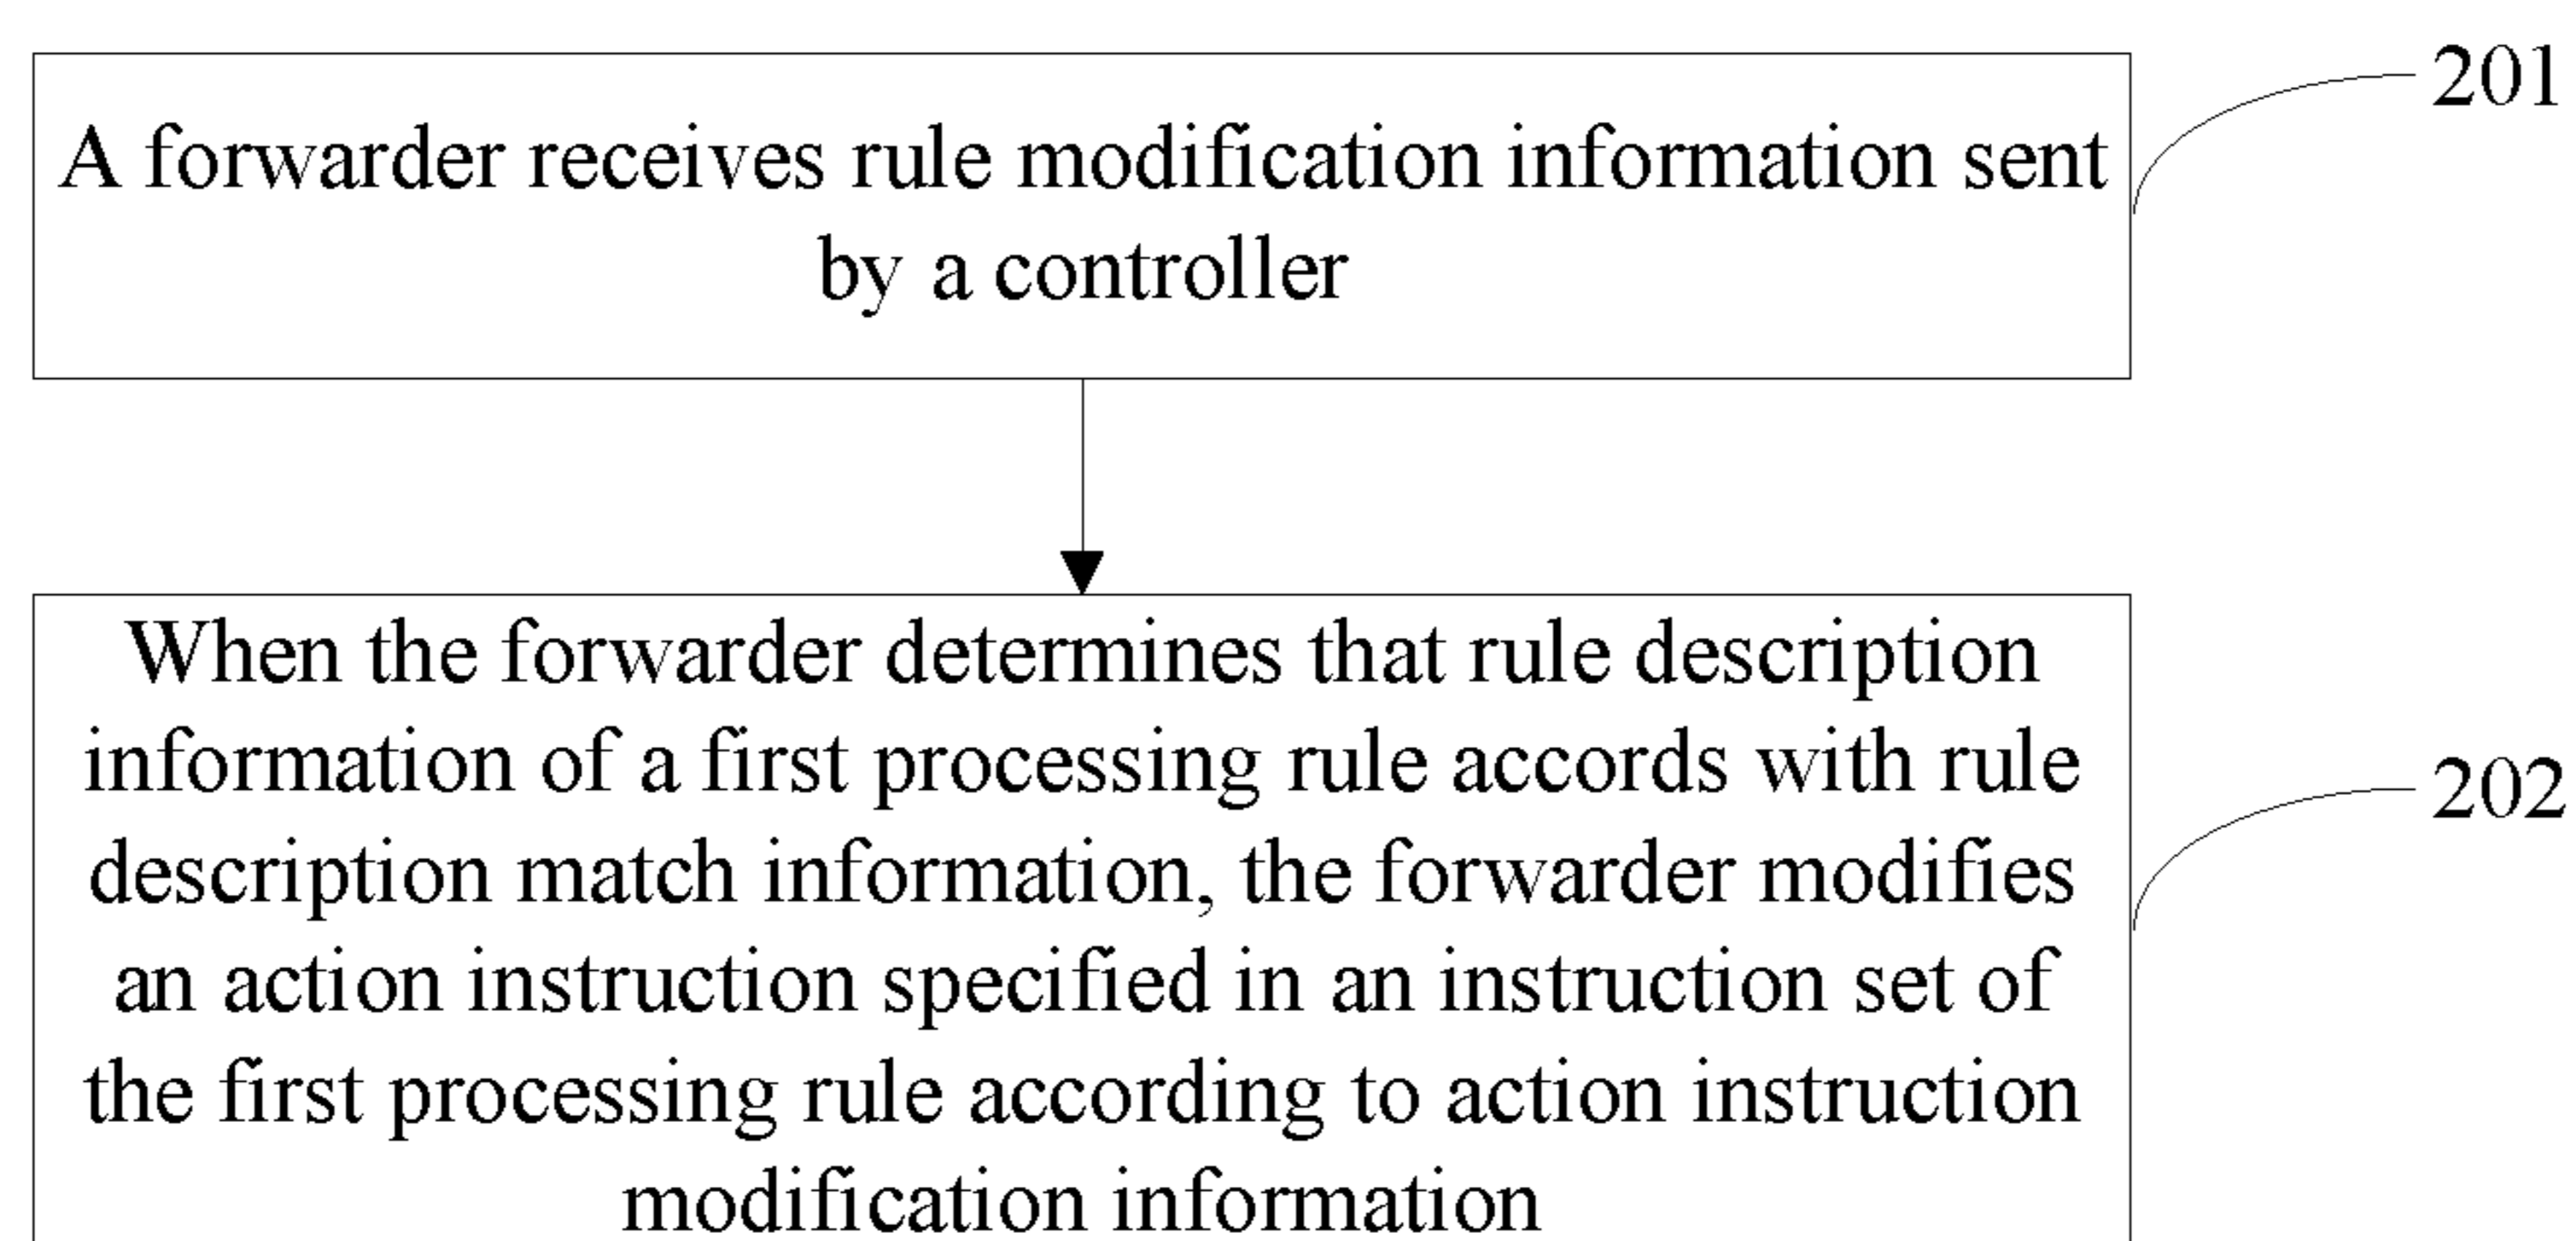 A forwarder receives rule modification information sent
by a controller
201
When the forwarder determines that rule description
information of a first processing rule accords with rule
description match information, the forwarder modifies
an action instruction specified in an instruction set of
the first processing rule according to action instruction
modification information
202